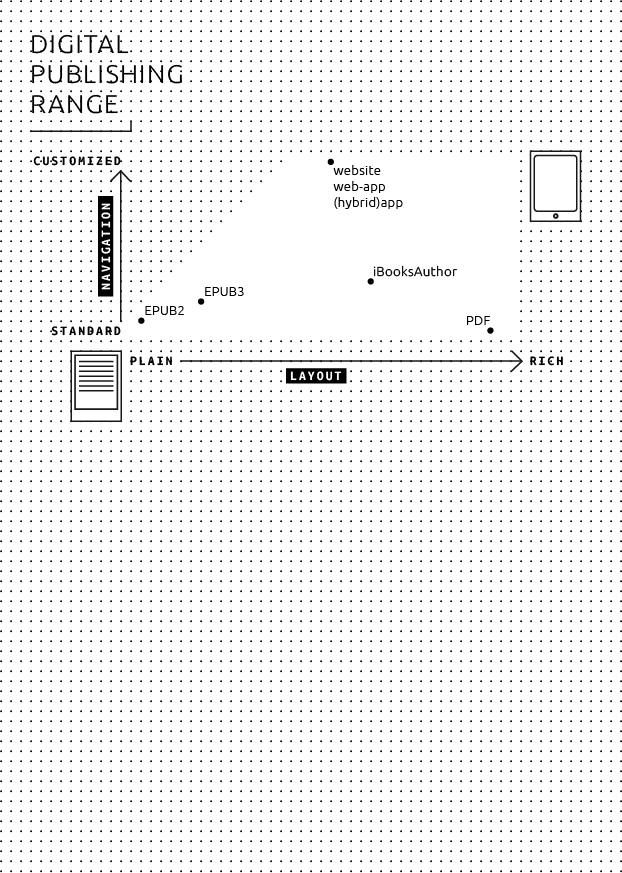 DIGITAL
PUBLISHING
RANGE
CUSTOMIZED
website
web-app
(hybrid)app
NAVIGATION
iBooksAuthor
EPUB3
EPUB2
PDF
STANDARD
PLAIN
RICH
LAYOUT